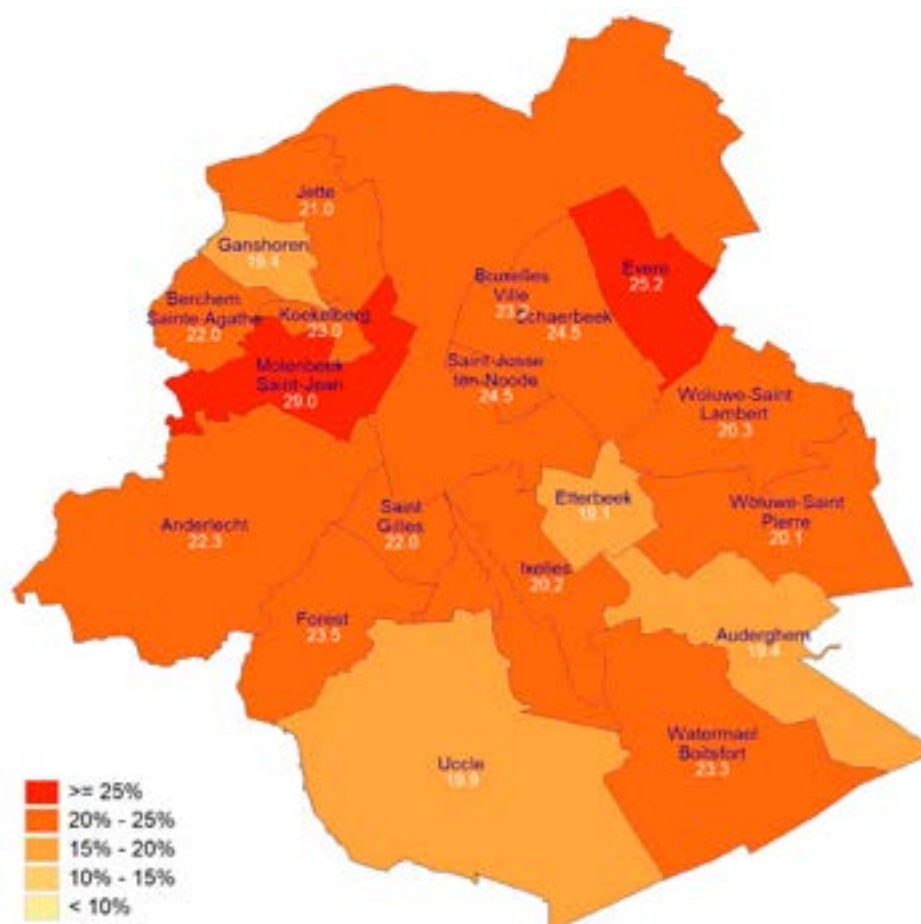 Jette
21.0
Ganshoren
19.4
Berchem
Sainte-Agathe
22.0
Koekelberg
23.0
Molenbeek
Saint-Jean
29.0
Bruxelles
Ville
Schaerbeek
24.5
Evere
25.2
Saint-Josse
ten-Noode
24.5
Woluwe-Saint
Lambert
20.3
Etterbeek
19.1
Woluwe-Saint
Pierre
20.1
Anderlecht
22.3
Saint
Gilles
22.0
Ixelles
20.2
Forest
23.5
Auderghem
19.4
Watermael
Boitsfort
23.3
Uccle
19.9
>= 25%
20% - 25%
15% - 20%
10% - 15%
< 10%